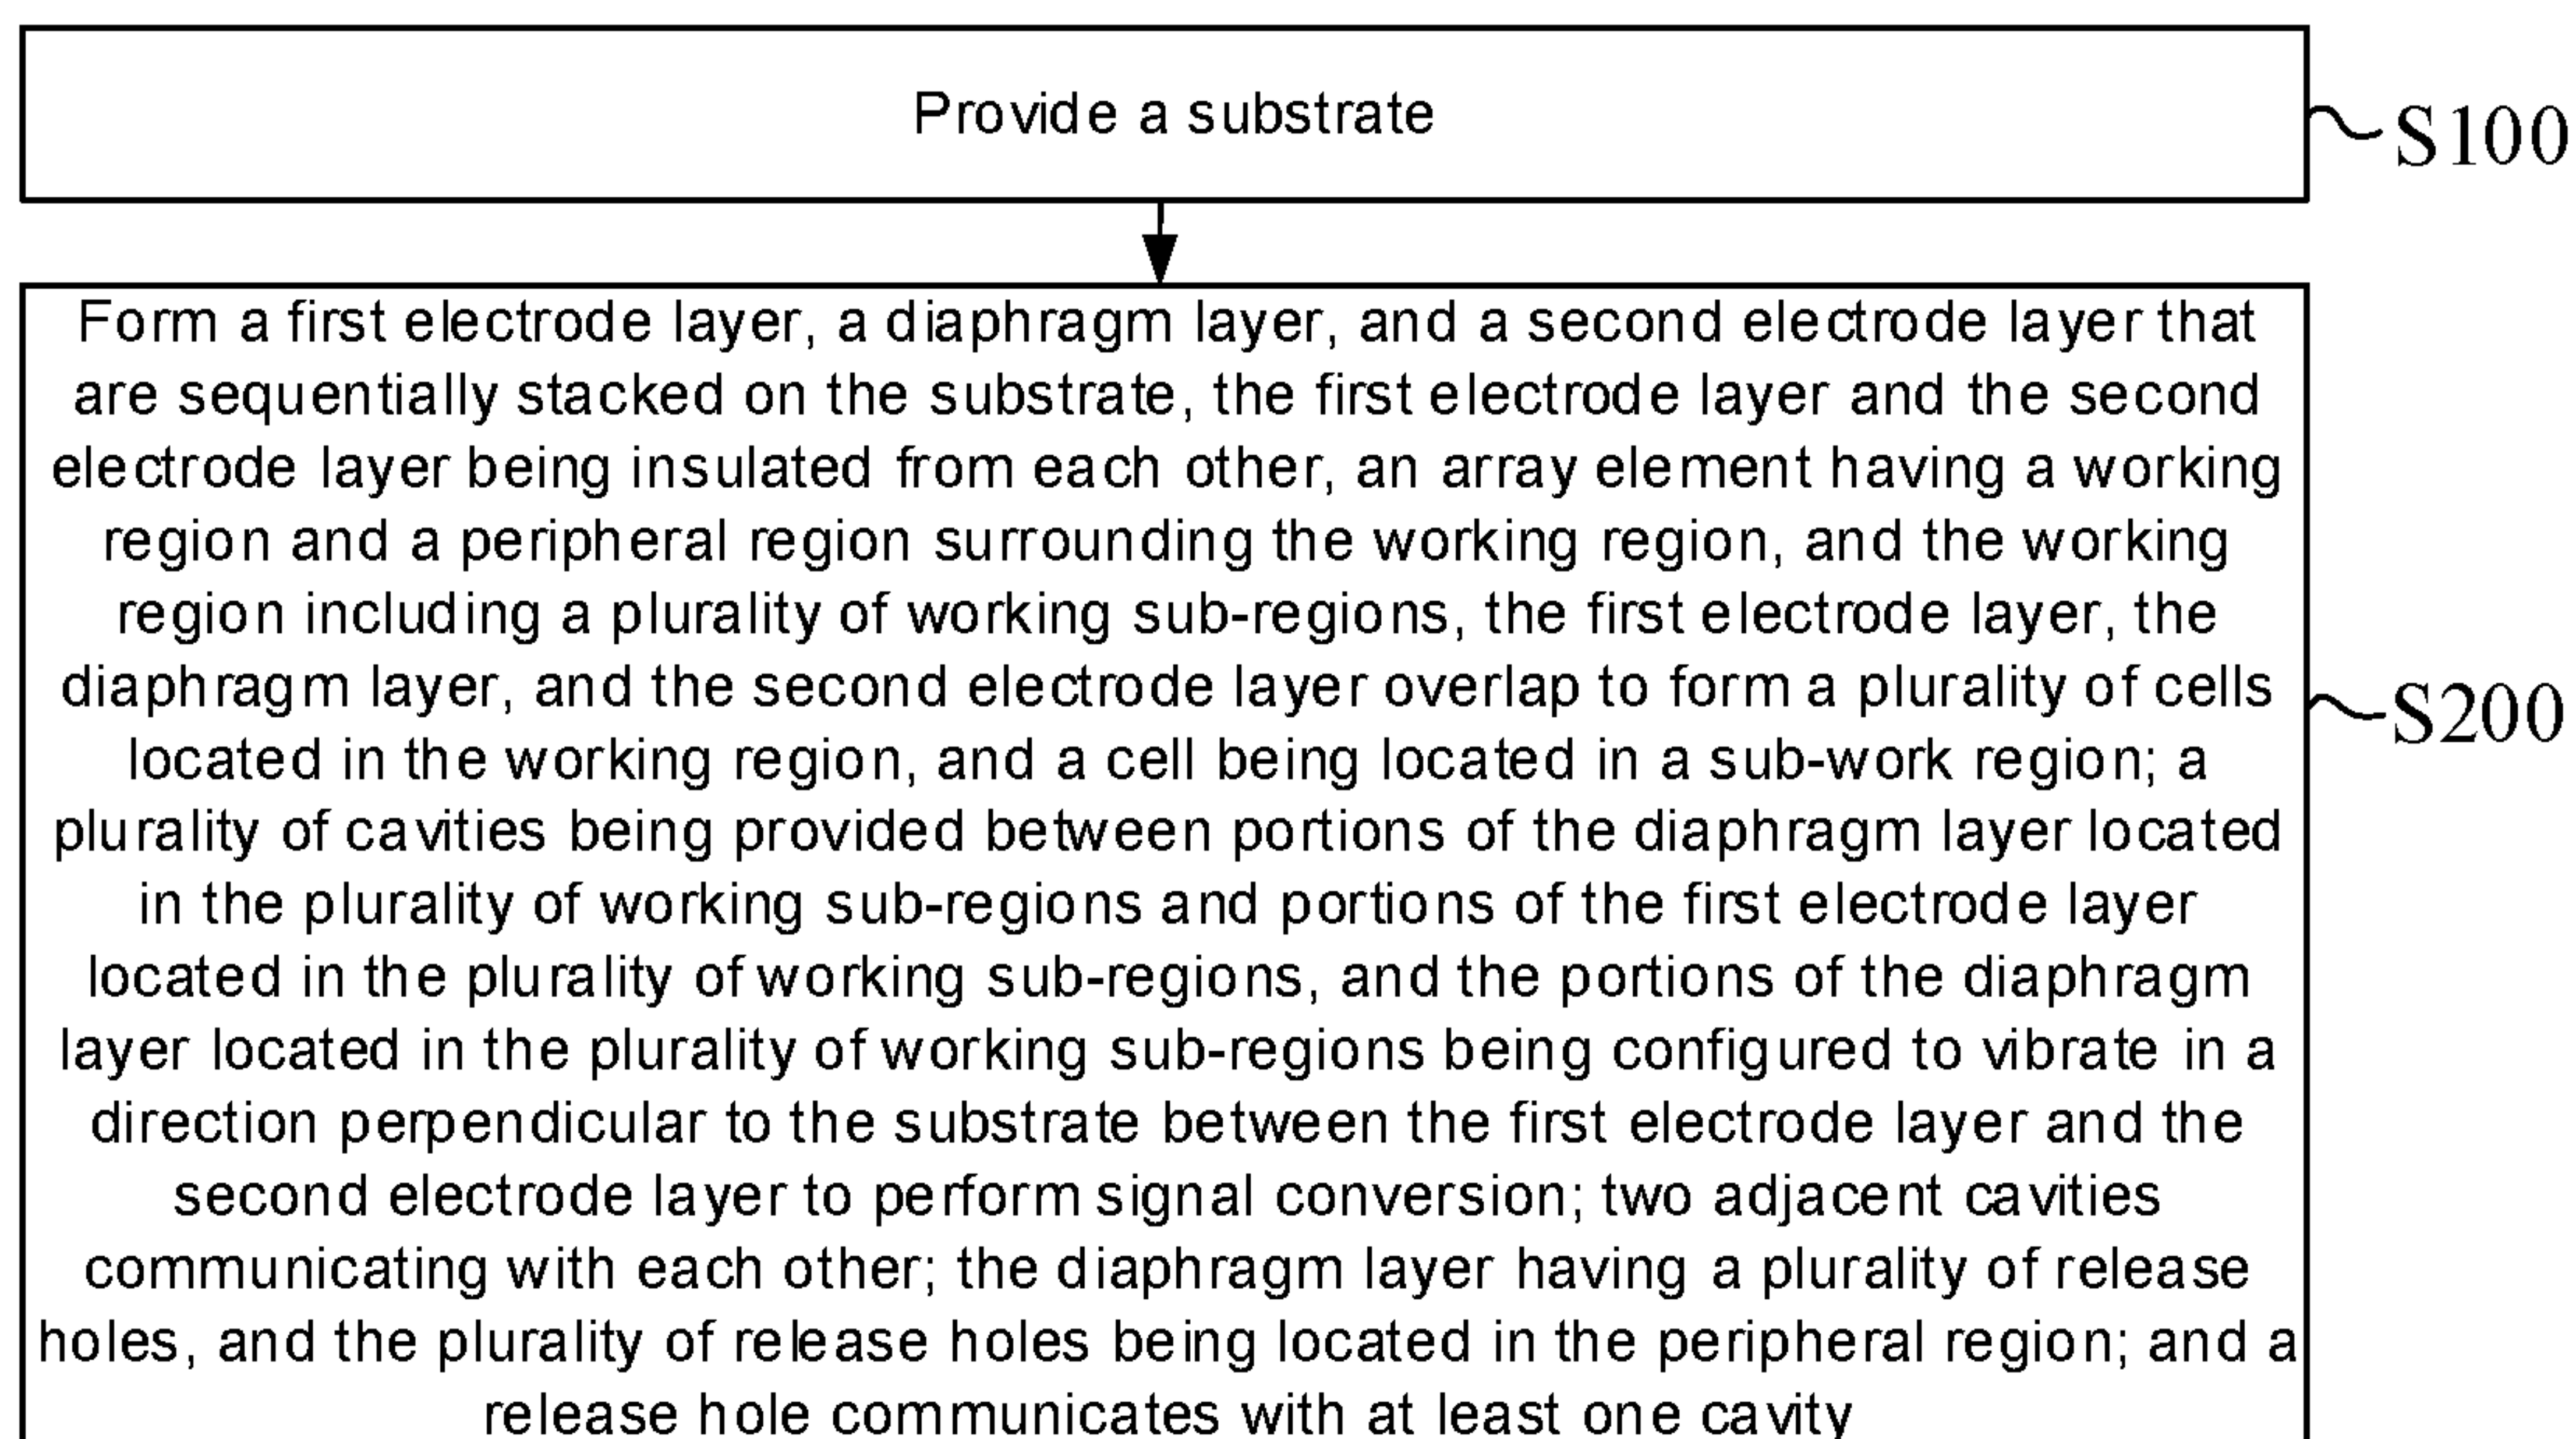 Provide a substrate
S100
Form a first electrode layer, a diaphragm layer, and a second electrode layer that
are sequentially stacked on the substrate, the first electrode layer and the second
electrode layer being insulated from each other, an array element having a working
region and a peripheral region surrounding the working region, and the working
region including a plurality of working sub-regions, the first electrode layer, the
diaphragm layer, and the second electrode layer overlap to form a plurality of cells
located in the working region, and a cell being located in a sub-work region; a
plurality of cavities being provided between portions of the diaphragm layer located
in the plurality of working sub-regions and portions of the first electrode layer
located in the plurality of working sub-regions, and the portions of the diaphragm
layer located in the plurality of working sub-regions being configured to vibrate in a
direction perpendicular to the substrate between the first electrode layer and the
second electrode layer to perform signal conversion; two adjacent cavities
communicating with each other; the diaphragm layer having a plurality of release
holes, and the plurality of release holes being located in the peripheral region; and a
release hole communicates with at least one cavity
S200